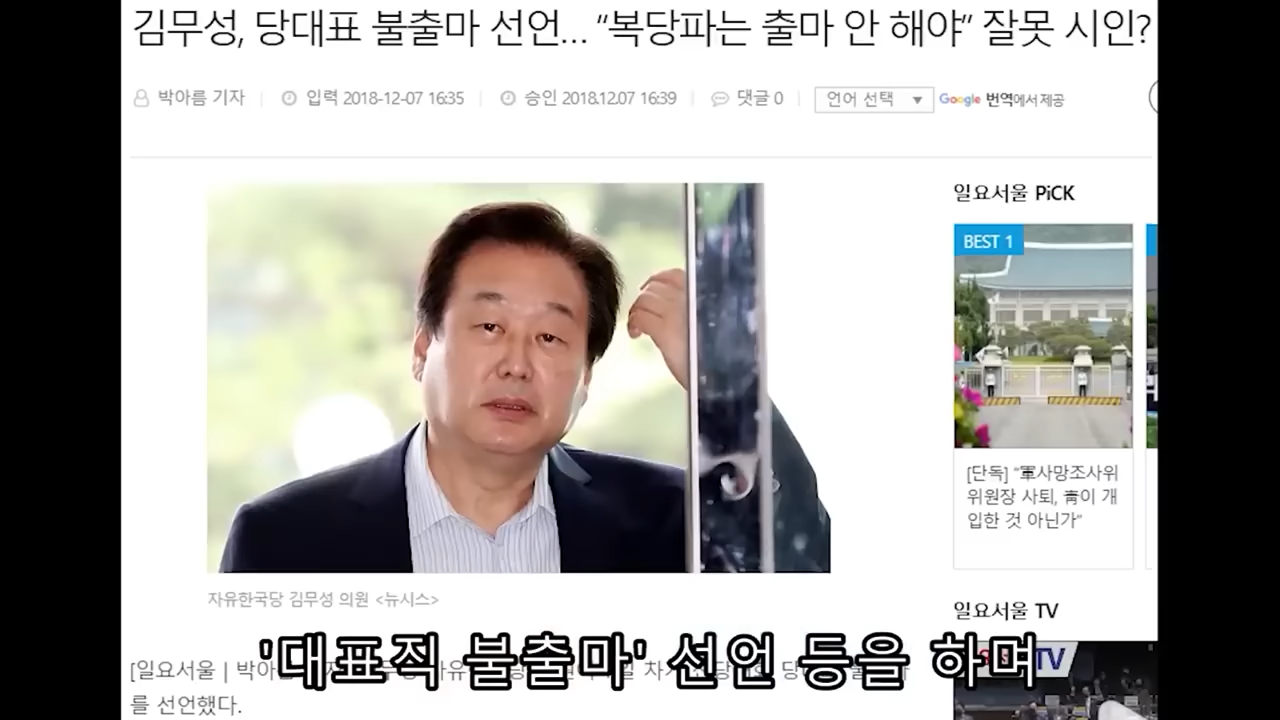 김무성, 당대표 불출마 선언... “복당파는 출마 안 해야” 잘못 시인?
박아름 기자 입력 2018-12-07 16:35 승인 2018.12.07 16:39 댓글 0 언어 선택 Google 번역에서 제공
일요서울 PiCK
BEST 1
[단독] “軍사망조사위
위원장 사퇴, 靑이 개
입한 것 아닌가”
자유한국당 김무성 의원 <뉴시스>
일요서울 TV
'대표직 불출마' 선언 등을 하며
[일요서울 | 박아
를 선언했다.
TV